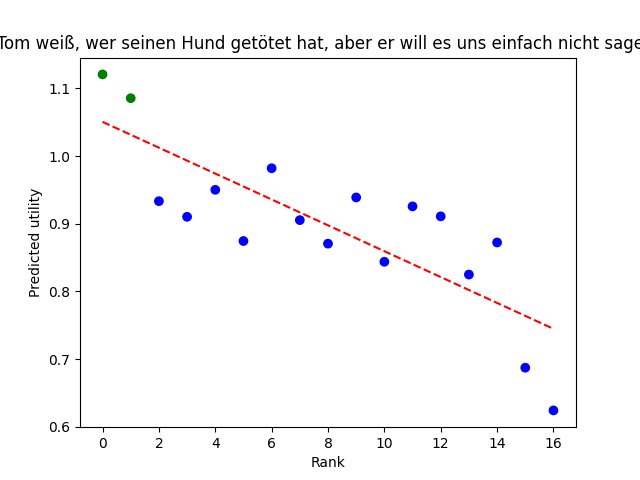 Tom weiß, wer seinen Hund getötet hat, aber er will es uns einfach nicht sage
1.1
1.0
0.9
0.8
0.7
0.6
Predicted utility
0 2 4 6 8 10 12 14 16
Rank